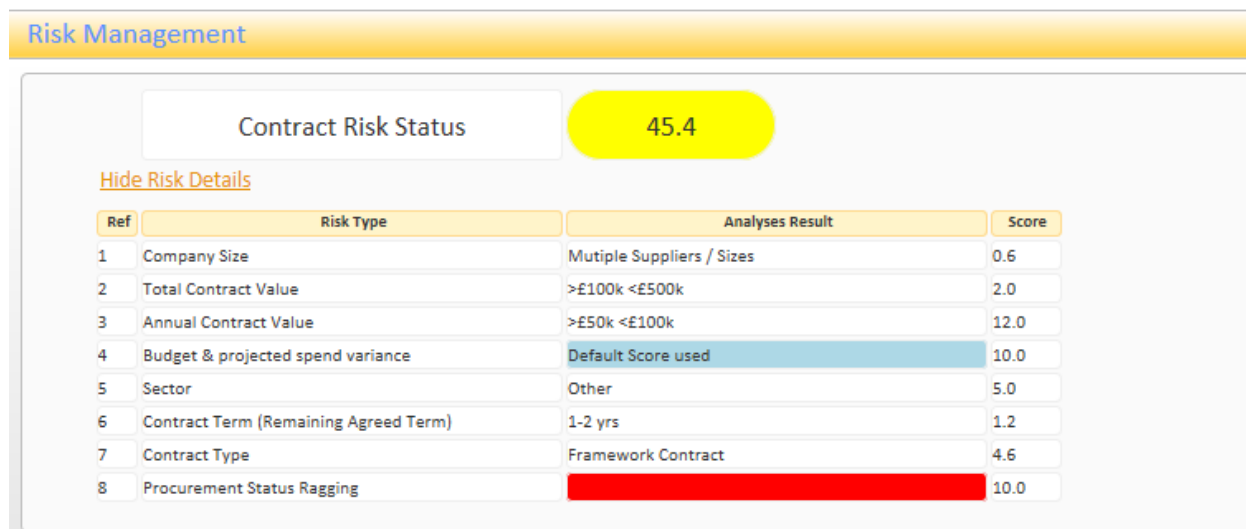 Risk Management
Contract Risk Status 45.4
Hide Risk Details
Ref Risk Type Analyses Result Score
1 Company Size Mutiple Suppliers / Sizes 0.6
2 Total Contract Value >£100k <£500k 2.0
3 Annual Contract Value >£50k <£100k 12.0
4 Budget & projected spend variance Default Score used 10.0
5 Sector Other 5.0
6 Contract Term (Remaining Agreed Term) 1-2 yrs 1.2
7 Contract Type Framework Contract 4.6
8 Procurement Status Ragging 10.0